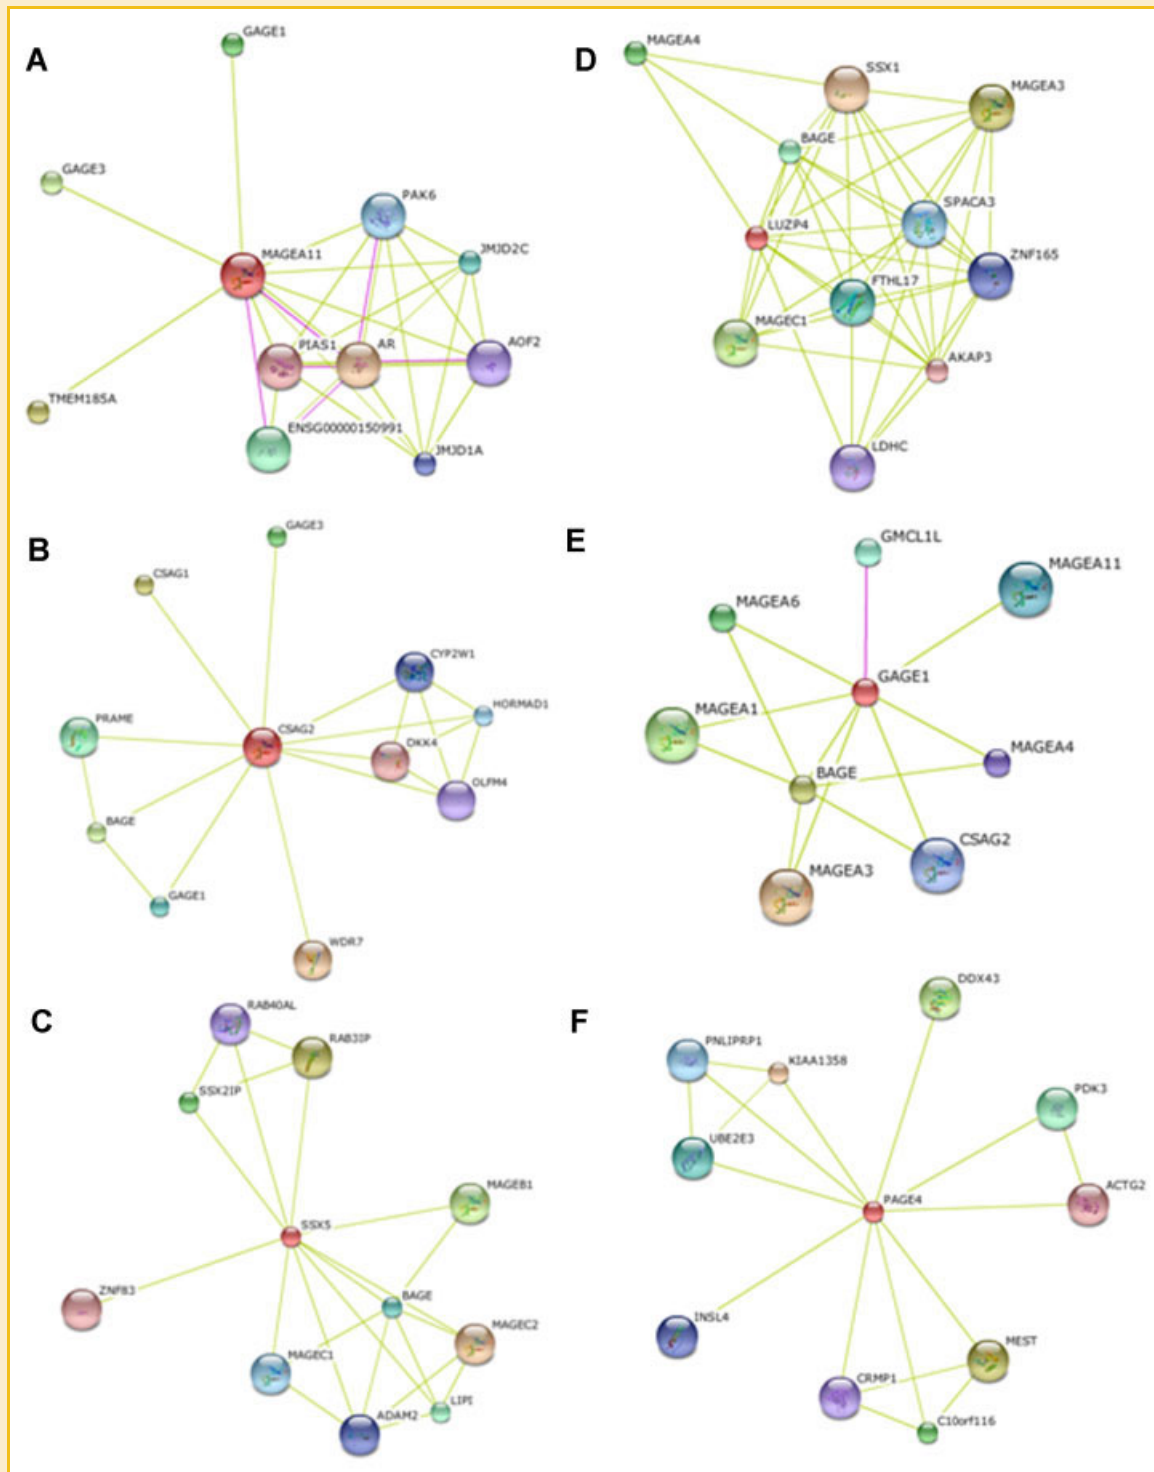 A
GAGE1
GAGE3
PAK6
MAGEA11
JMJD2C
PIAS1
AR
AOF2
TMEM185A
ENSG00000150991
JMJD1A
B
GAGE3
CSAG1
CYP2W1
HORMAD1
PRAME
CSAG2
DKK4
OLFM4
BAGE
GAGE1
WDR7
C
RAB40AL
RAB3IP
SSX2IP
MAGEB1
SSX5
ZNF83
BAGE
MAGEC2
MAGEC1
LIPI
ADAM2
D
MAGEA4
SSX1
MAGEA3
BAGE
SPACA3
LUZP4
ZNF165
FTHL17
MAGEC1
AKAP3
LDHC
E
GMCL1L
MAGEA11
MAGEA6
GAGE1
MAGEA1
MAGEA4
BAGE
CSAG2
MAGEA3
F
DDX43
PNLIPRP1
KIAA1358
PDK3
UBE2E3
ACTG2
PAGE4
INSL4
MEST
CRMP1
C10orf116